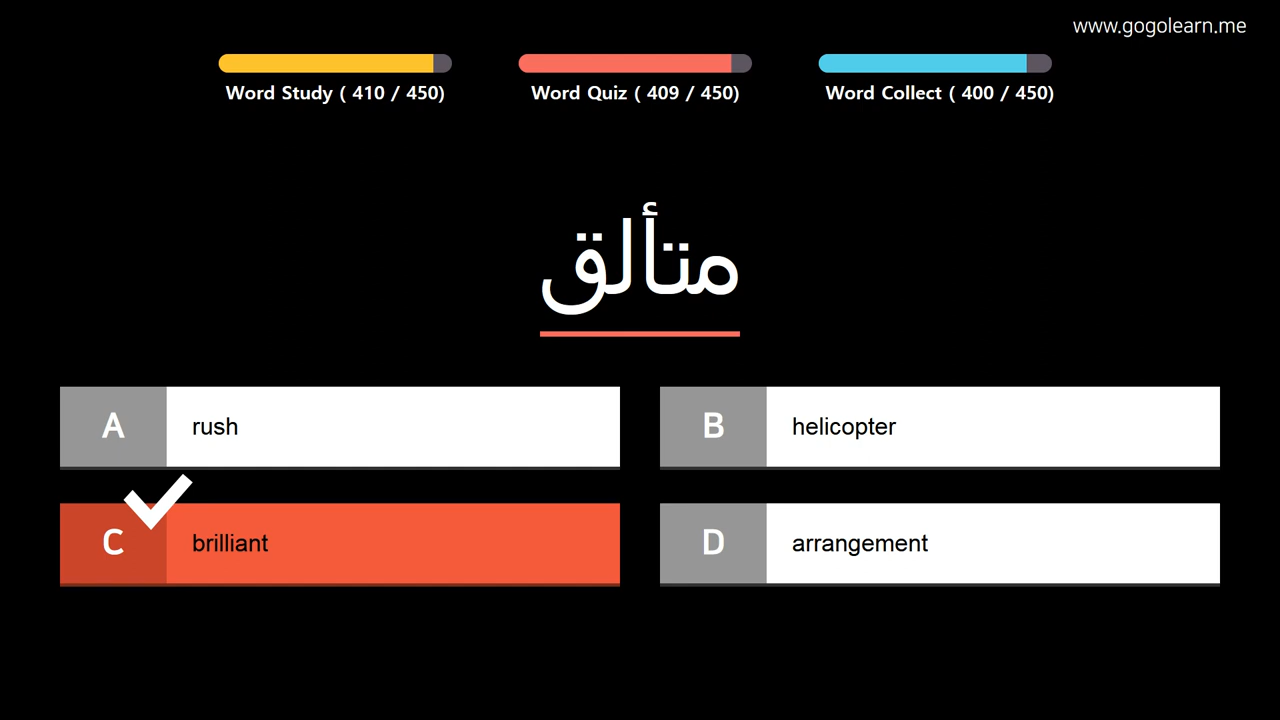 www.gogolearn.me
Word Study ( 410 / 450)
Word Quiz ( 409 / 450)
Word Collect ( 400 / 450)
متألق
A rush
B helicopter
C brilliant
D arrangement